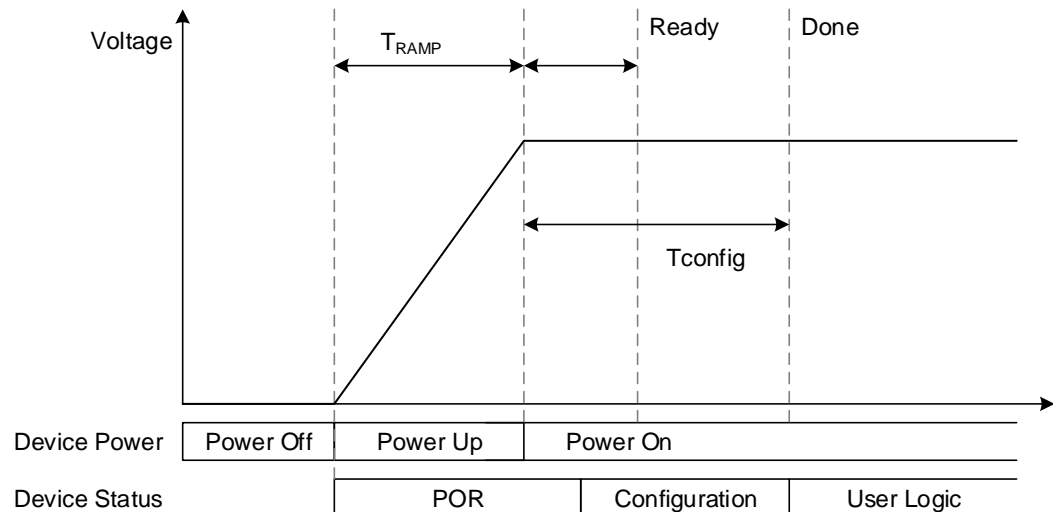 Voltage
T_RAMP
Ready
Done
Tconfig
Device Power
Power Off
Power Up
Power On
Device Status
POR
Configuration
User Logic